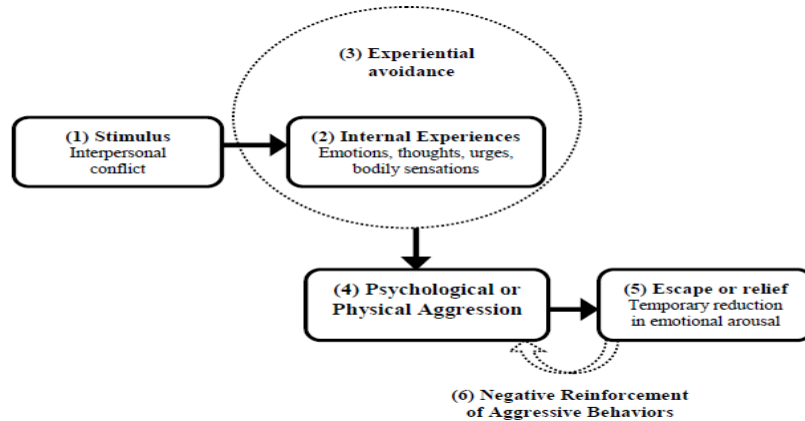 (3) Experiential
avoidance
(1) Stimulus
Interpersonal
conflict
(2) Internal Experiences
Emotions, thoughts, urges,
bodily sensations
(4) Psychological or
Physical Aggression
(5) Escape or relief
Temporary reduction
in emotional arousal
(6) Negative Reinforcement
of Aggressive Behaviors